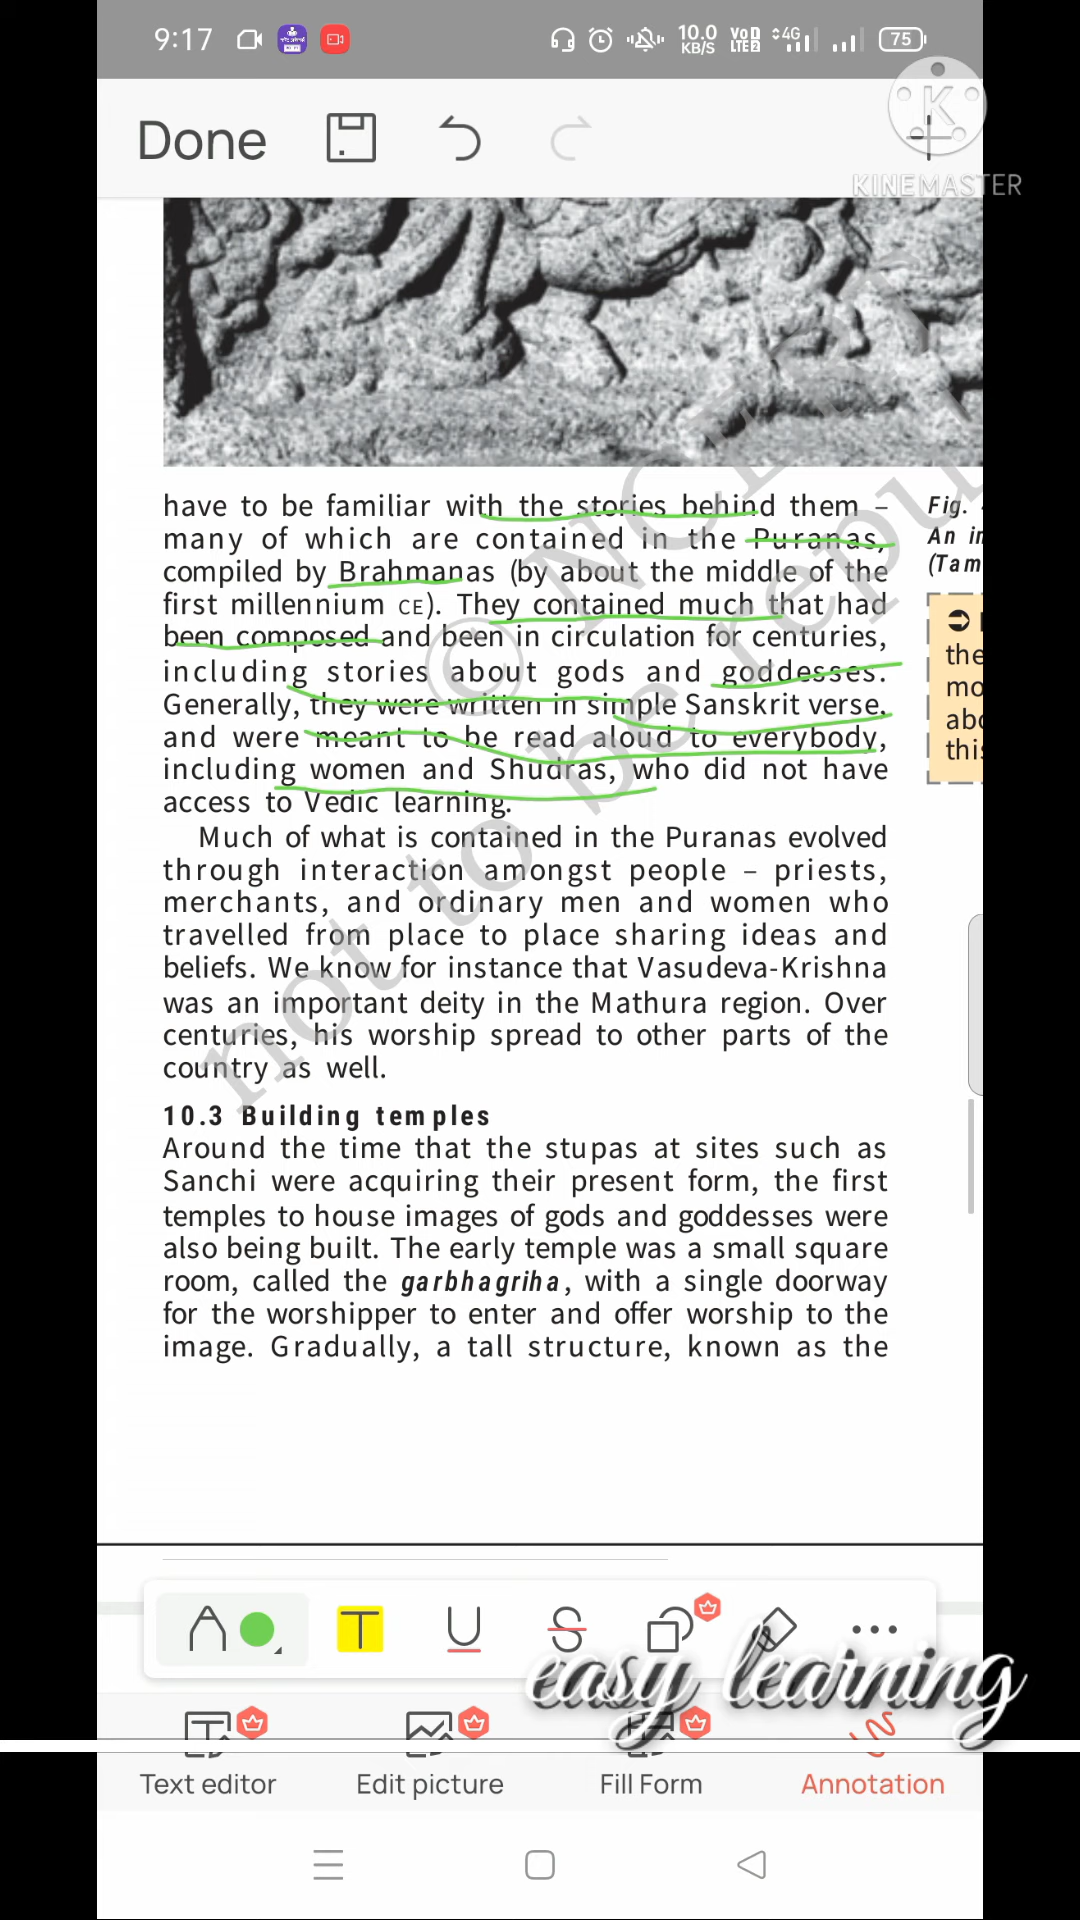 9:17
10.0
KB/S
VoD
LTE2
4G
75
Done
K
KINEMASTER
have to be familiar with the stories behind them –
many of which are contained in the Puranas,
compiled by Brahmanas (by about the middle of the
first millennium CE). They contained much that had
been composed and been in circulation for centuries,
including stories about gods and goddesses.
Generally, they were written in simple Sanskrit verse,
and were meant to be read aloud to everybody,
including women and Shudras, who did not have
access to Vedic learning.
Much of what is contained in the Puranas evolved
through interaction amongst people – priests,
merchants, and ordinary men and women who
travelled from place to place sharing ideas and
beliefs. We know for instance that Vasudeva-Krishna
was an important deity in the Mathura region. Over
centuries, his worship spread to other parts of the
country as well.
10.3 Building temples
Around the time that the stupas at sites such as
Sanchi were acquiring their present form, the first
temples to house images of gods and goddesses were
also being built. The early temple was a small square
room, called the garbhagriha, with a single doorway
for the worshipper to enter and offer worship to the
image. Gradually, a tall structure, known as the
Fig.
An
(Tam
the
mo
this
not to be repu
T
U
S
easy learning
Text editor
Edit picture
Fill Form
Annotation